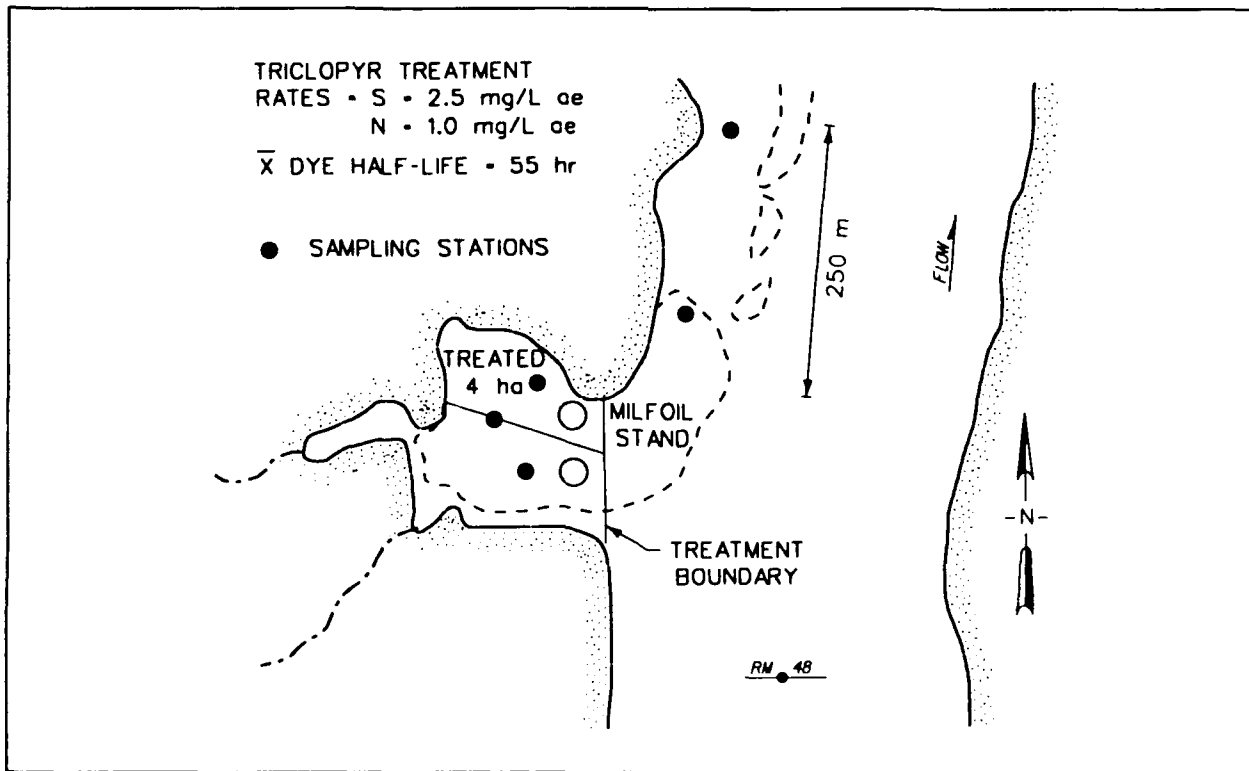 TRICLOPYR TREATMENT
RATES - S - 2.5 mg/L ae
N - 1.0 mg/L ae
X̅ DYE HALF-LIFE - 55 hr
SAMPLING STATIONS
250 m
FLOW
TREATED
4 ha
MILFOIL
STAND
-N-
TREATMENT
BOUNDARY
RM 48